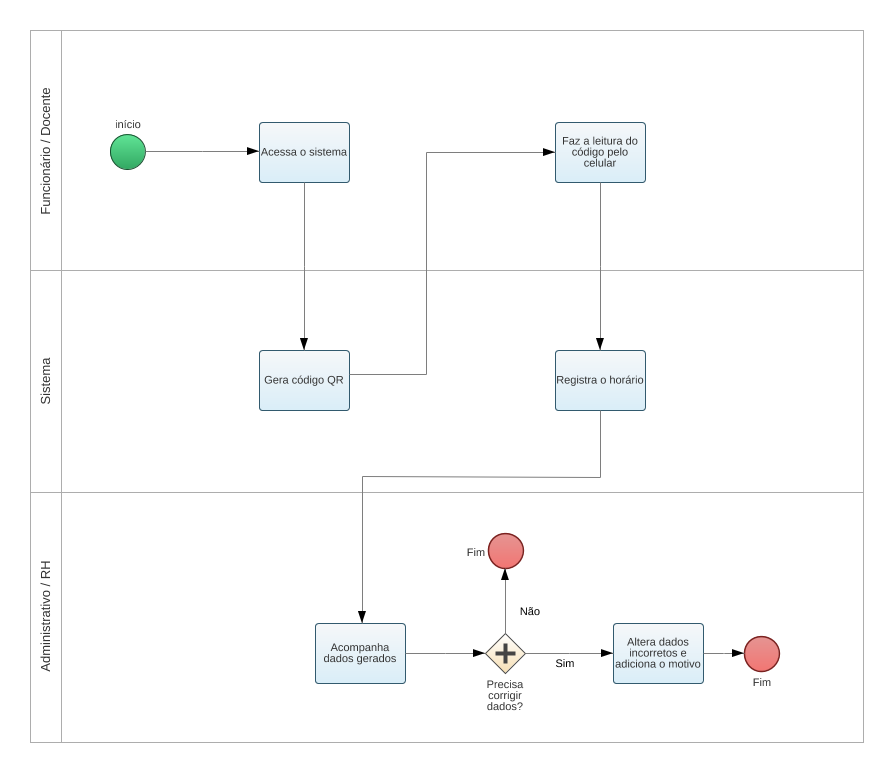 Funcionário / Docente
início
Acessa o sistema
Faz a leitura do
código pelo
celular
Sistema
Gera código QR
Registra o horário
Administrativo / RH
Fim
Não
Acompanha
dados gerados
Precisa
corrigir
dados?
Sim
Altera dados
incorretos e
adiciona o motivo
Fim